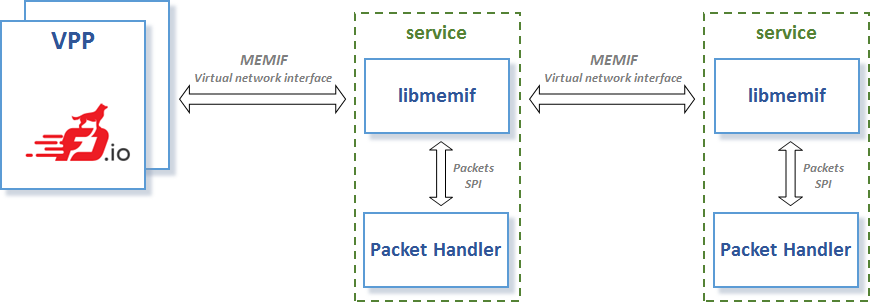 VPP
FD.io
MEMIF
Virtual network interface
service
libmemif
Packets
SPI
Packet Handler
MEMIF
Virtual network interface
service
libmemif
Packets
SPI
Packet Handler